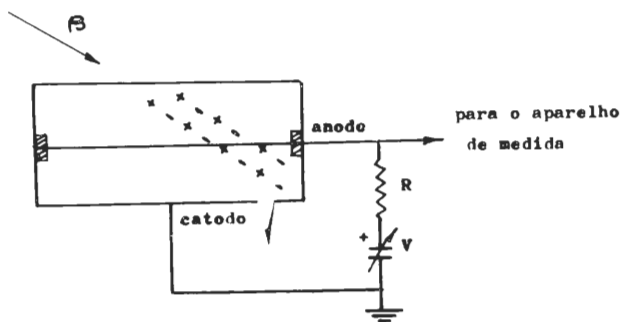 β
anodo
para o aparelho
de medida
R
catodo
+
V